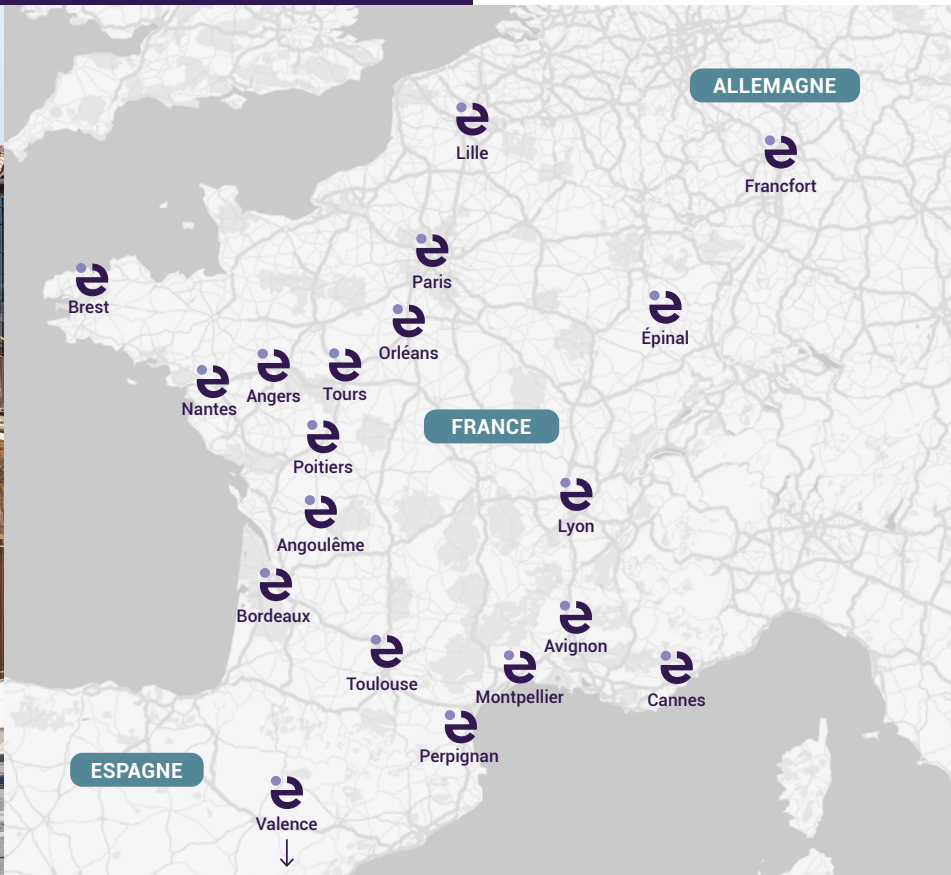 ALLEMAGNE
Lille
Francfort
Paris
Brest
Épinal
Orléans
Angers
Tours
Nantes
FRANCE
Poitiers
Lyon
Angoulême
Bordeaux
Avignon
Toulouse
Montpellier
Cannes
Perpignan
ESPAGNE
Valence